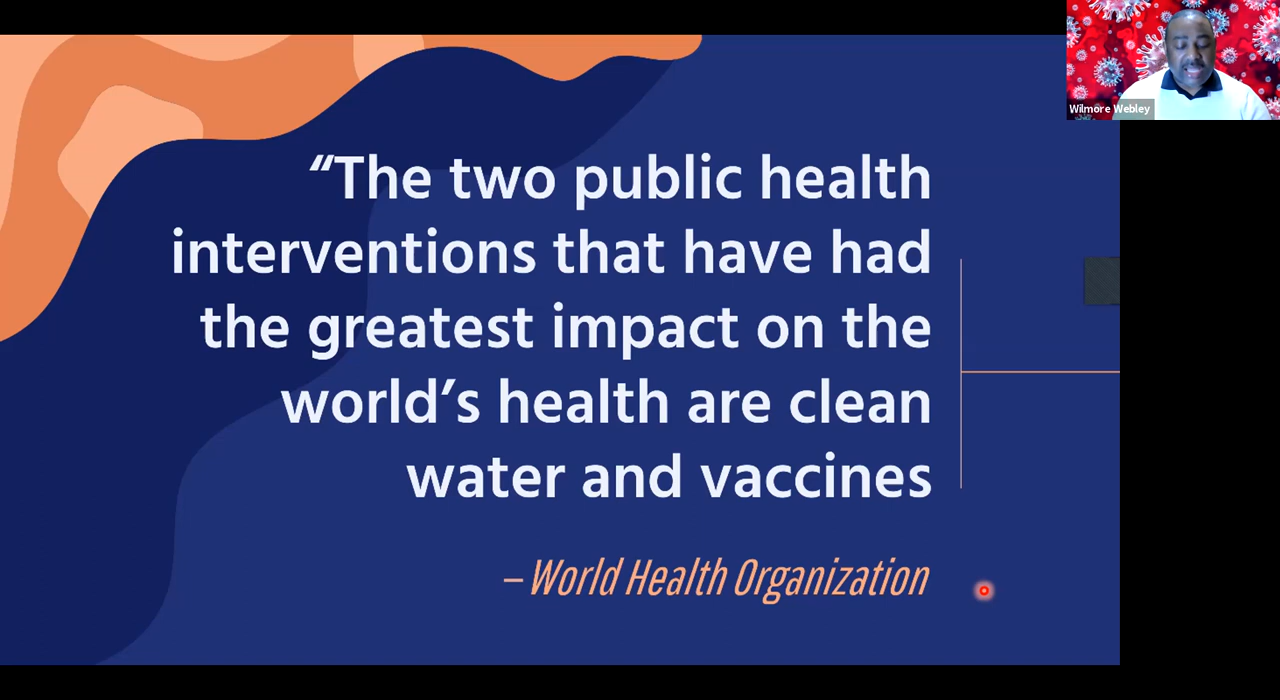 Wilmore Webley
“The two public health
interventions that have had
the greatest impact on the
world’s health are clean
water and vaccines
– World Health Organization